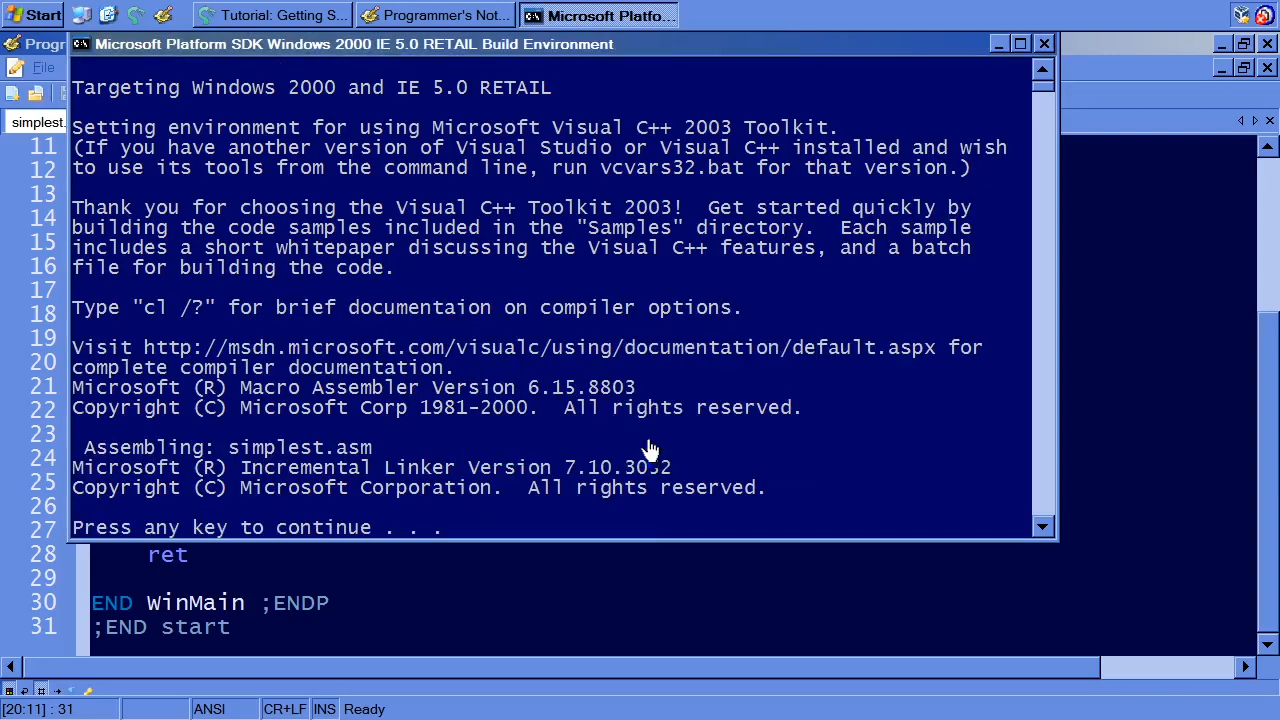 Start
Tutorial: Getting S...
Programmer's Not...
Microsoft Platfo...
Progr
Microsoft Platform SDK Windows 2000 IE 5.0 RETAIL Build Environment
File
simplest.
Targeting Windows 2000 and IE 5.0 RETAIL
Setting environment for using Microsoft Visual C++ 2003 Toolkit.
(If you have another version of Visual Studio or Visual C++ installed and wish
to use its tools from the command line, run vcvars32.bat for that version.)
Thank you for choosing the Visual C++ Toolkit 2003!  Get started quickly by
building the code samples included in the "Samples" directory.  Each sample
includes a short whitepaper discussing the Visual C++ features, and a batch
file for building the code.
Type "cl /?" for brief documentaion on compiler options.
Visit http://msdn.microsoft.com/visualc/using/documentation/default.aspx for
complete compiler documentation.
Microsoft (R) Macro Assembler Version 6.15.8803
Copyright (C) Microsoft Corp 1981-2000.  All rights reserved.
Assembling: simplest.asm
Microsoft (R) Incremental Linker Version
Copyright (C) Microsoft Corporation.  All rights reserved.
Press any key to continue . . .
11
12
13
14
15
16
17
18
19
20
21
22
23
24
25
26
27
28 ret
29
30 END WinMain ;ENDP
31 ;END start
[20:11] : 31
ANSI
CR+LF
INS
Ready